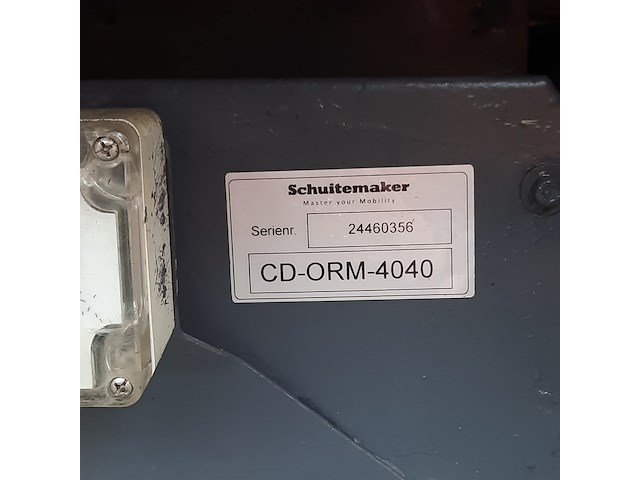 Schuitemaker
Master your Mobility
Serienr. 24460356
CD-ORM-4040